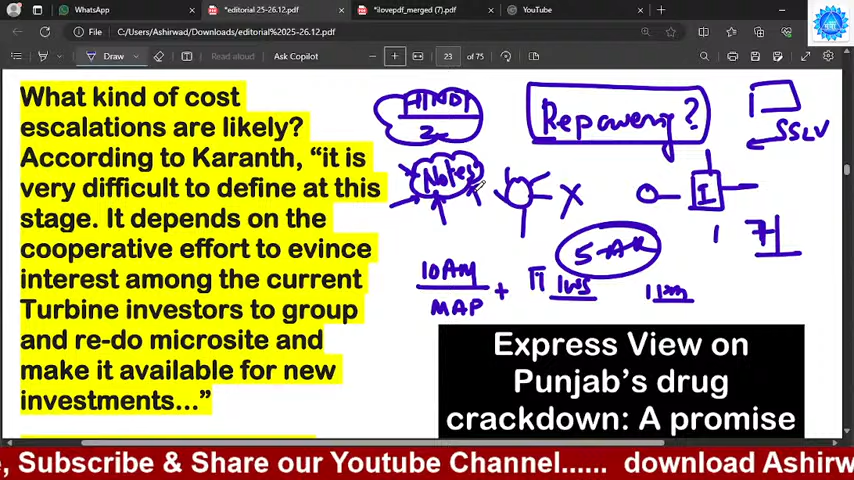 WhatsApp
*editorial 25-26.12.pdf
*ilovepdf_merged (7).pdf
YouTube
File
C:/Users/Ashirwad/Downloads/editorial%2025-26.12.pdf
Draw
Read aloud
Ask Copilot
23 of 75
What kind of cost
escalations are likely?
According to Karanth, “it is
very difficult to define at this
stage. It depends on the
cooperative effort to evince
interest among the current
Turbine investors to group
and re-do microsite and
make it available for new
investments...”
HINDI
2
Repowering?
SSLV
Notes
I
10AM
MAP
+
Express View on
Punjab’s drug
crackdown: A promise
e, Subscribe & Share our Youtube Channel...... download Ashirwa